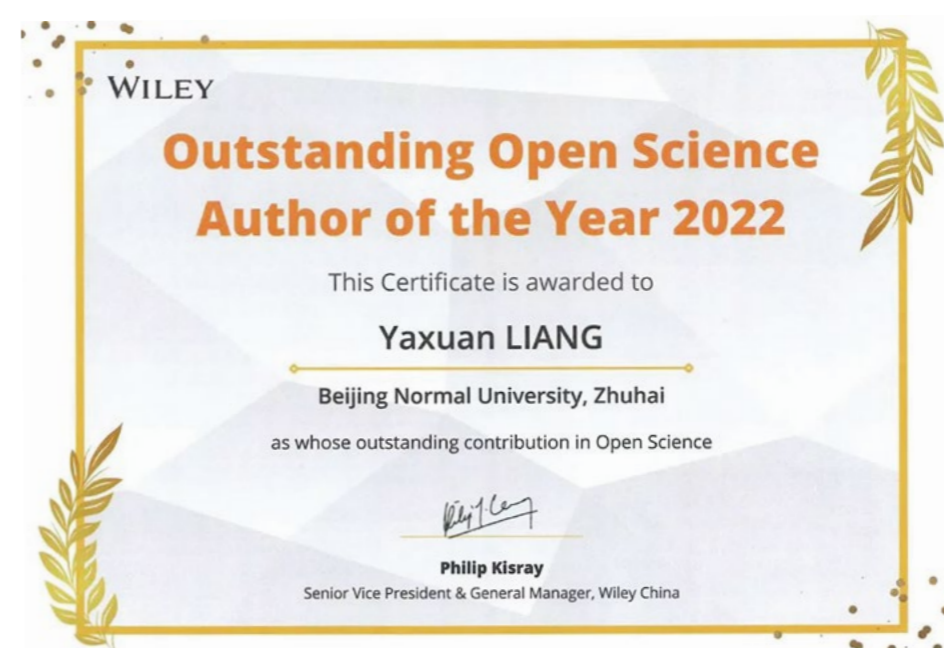 WILEY
Outstanding Open Science
Author of the Year 2022
This Certificate is awarded to
Yaxuan LIANG
Beijing Normal University, Zhuhai
as whose outstanding contribution in Open Science
Philip Kisray
Senior Vice President & General Manager, Wiley China